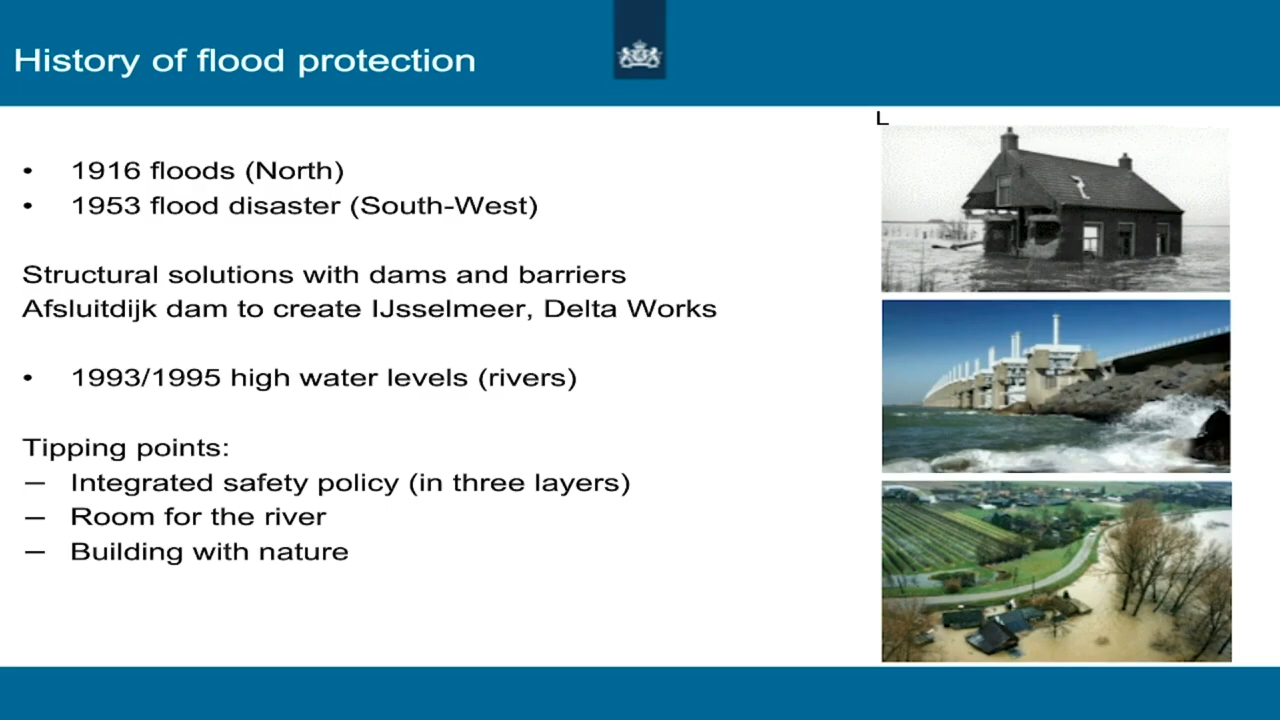 History of flood protection
L
• 1916 floods (North)
• 1953 flood disaster (South-West)
Structural solutions with dams and barriers
Afsluitdijk dam to create IJsselmeer, Delta Works
• 1993/1995 high water levels (rivers)
Tipping points:
– Integrated safety policy (in three layers)
– Room for the river
– Building with nature